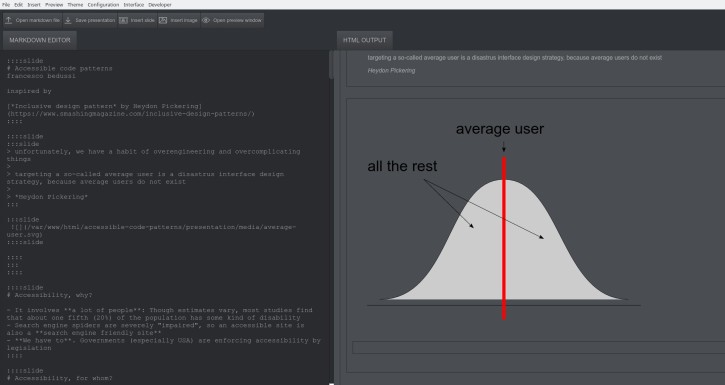 File Edit Insert Preview Theme Configuration Interface Developer
Open markdown file Save presentation Insert slide Insert image Open preview window
MARKDOWN EDITOR
::::slide
# Accessible code patterns
francesco bedussi
inspired by
[*Inclusive design pattern* by Heydon Pickering]
(https://www.smashingmagazine.com/inclusive-design-patterns/)
::::
::::slide
:::slide
> unfortunately, we have a habit of overengineering and overcomplicating
things
>
> targeting a so-called average user is a disastrus interface design
strategy, because average users do not exist
>
> *Heydon Pickering*
:::
:::slide
![](/var/www/html/accessible-code-patterns/presentation/media/average-
user.svg)
::::slide
::::
:::
::::
::::slide
# Accessibility, why?
- It involves **a lot of people**: Though estimates vary, most studies find
that about one fifth (20%) of the population has some kind of disability
- Search engine spiders are severely "impaired", so an accessible site is
also a **search engine friendly site**
- **We have to**. Governments (especially USA) are enforcing accessibility by
legislation
::::
::::slide
# Accessibility, for whom?
HTML OUTPUT
targeting a so-called average user is a disastrus interface design strategy, because average users do not exist
Heydon Pickering
average user
all the rest